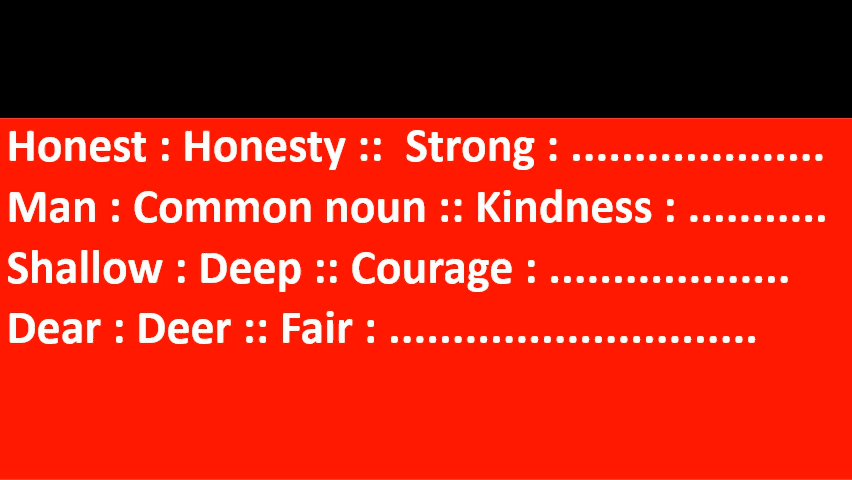 Honest : Honesty :: Strong : ....................
Man : Common noun :: Kindness : ...........
Shallow : Deep :: Courage : ...................
Dear : Deer :: Fair : .............................